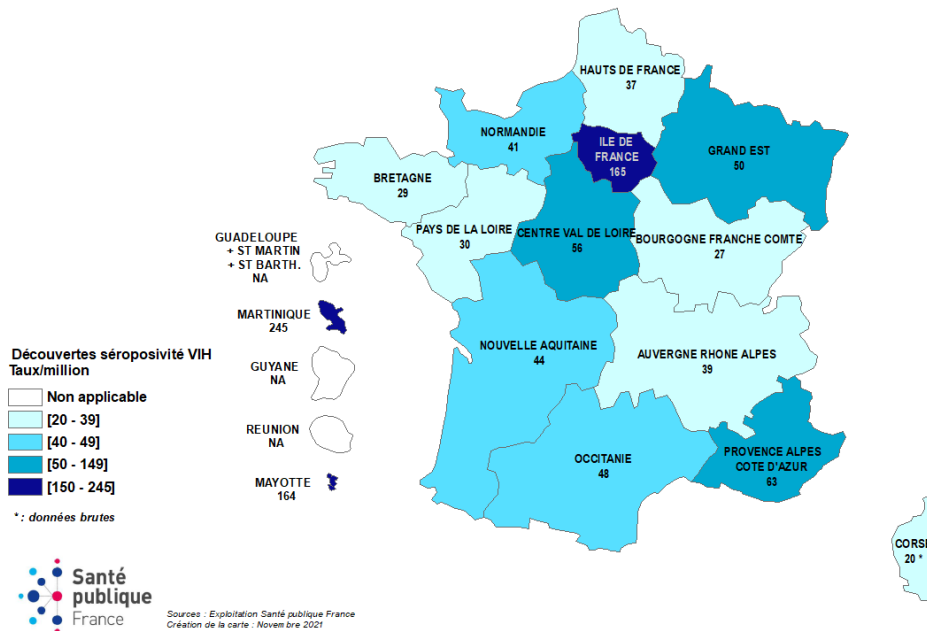 HAUTS DE FRANCE
37
NORMANDIE
41
ILE DE
FRANCE
165
GRAND EST
50
BRETAGNE
29
PAYS DE LA LOIRE
30
CENTRE VAL DE LOIRE
56
BOURGOGNE FRANCHE COMTE
27
GUADELOUPE
+ ST MARTIN
+ ST BARTH.
NA
MARTINIQUE
245
GUYANE
NA
REUNION
NA
MAYOTTE
164
NOUVELLE AQUITAINE
44
AUVERGNE RHONE ALPES
39
OCCITANIE
48
PROVENCE ALPES
COTE D'AZUR
63
CORSE
20 *
Découvertes séropositivité VIH
Taux/million
Non applicable
[20 - 39]
[40 - 49]
[50 - 149]
[150 - 245]
* : données brutes
Santé
publique
France
Sources : Exploitation Santé publique France
Création de la carte : Novembre 2021